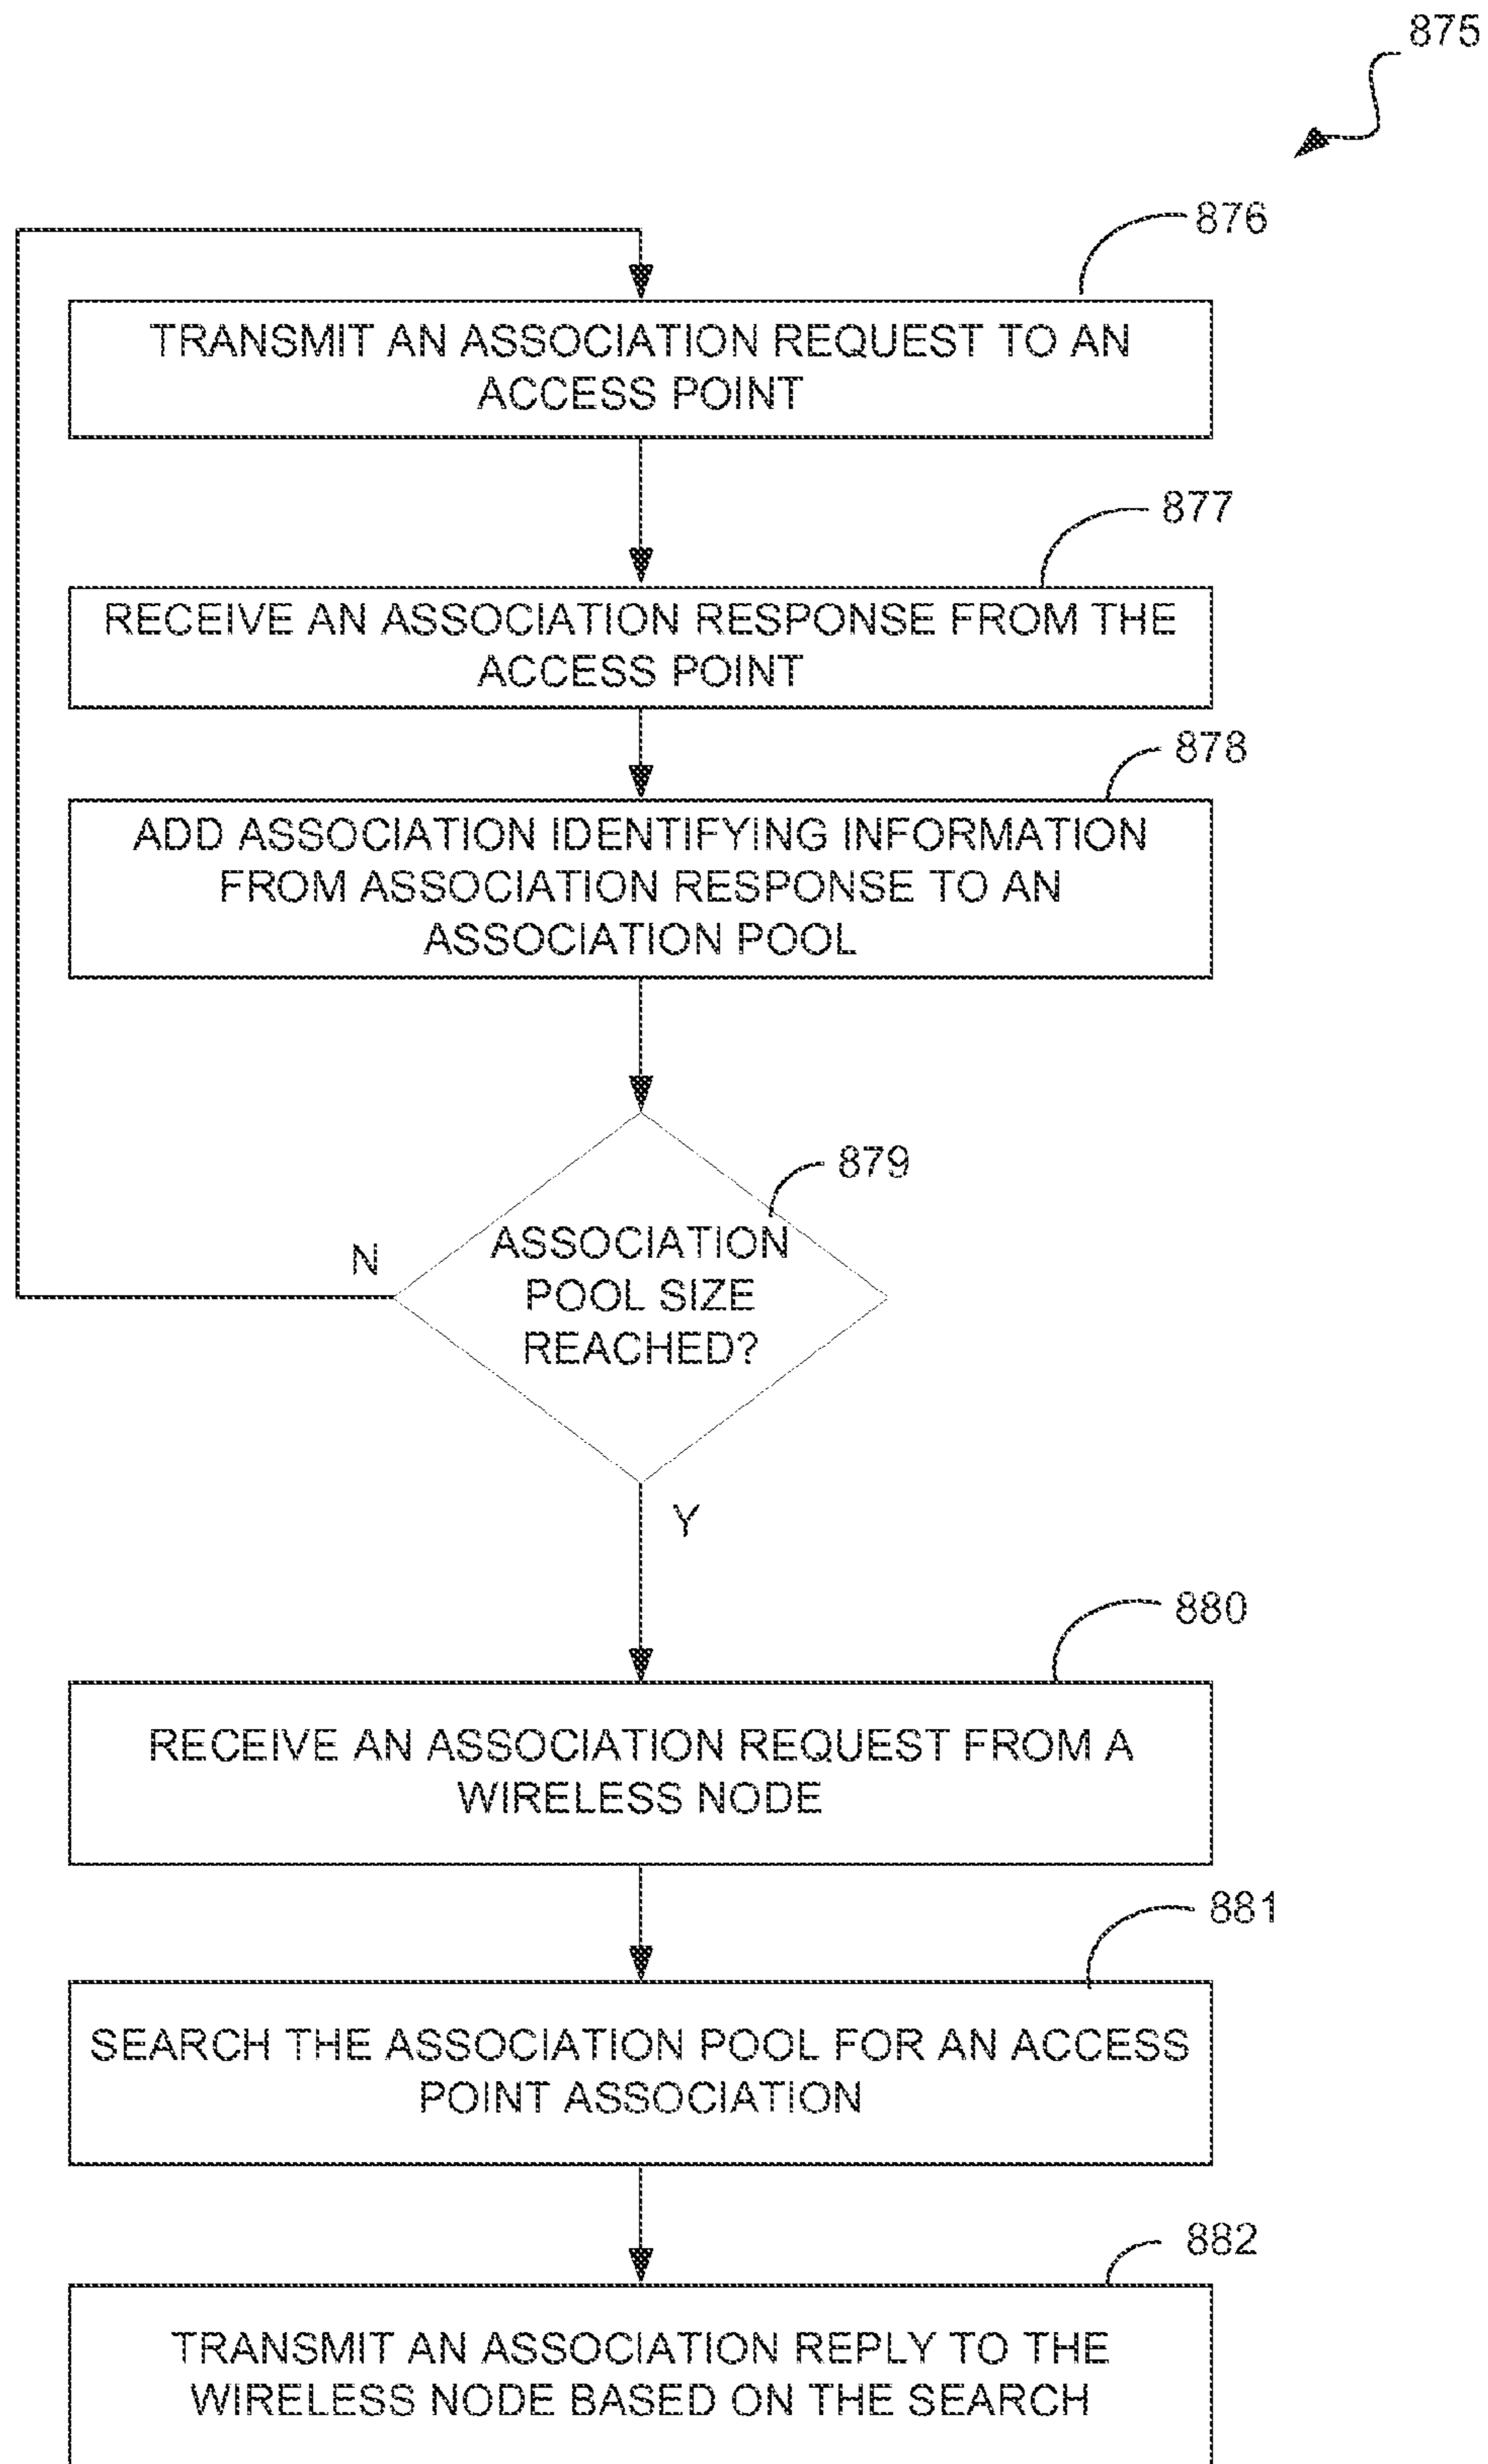 875
876
TRANSMIT AN ASSOCIATION REQUEST TO AN
ACCESS POINT
877
RECEIVE AN ASSOCIATION RESPONSE FROM THE
ACCESS POINT
878
ADD ASSOCIATION IDENTIFYING INFORMATION
FROM ASSOCIATION RESPONSE TO AN
ASSOCIATION POOL
879
ASSOCIATION
POOL SIZE
REACHED?
N
Y
880
RECEIVE AN ASSOCIATION REQUEST FROM A
WIRELESS NODE
881
SEARCH THE ASSOCIATION POOL FOR AN ACCESS
POINT ASSOCIATION
882
TRANSMIT AN ASSOCIATION REPLY TO THE
WIRELESS NODE BASED ON THE SEARCH